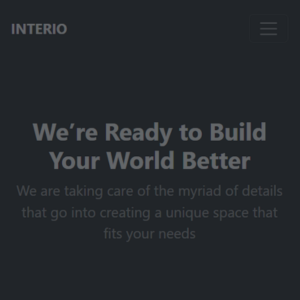 INTERIO
We’re Ready to Build
Your World Better
We are taking care of the myriad of details
that go into creating a unique space that
fits your needs